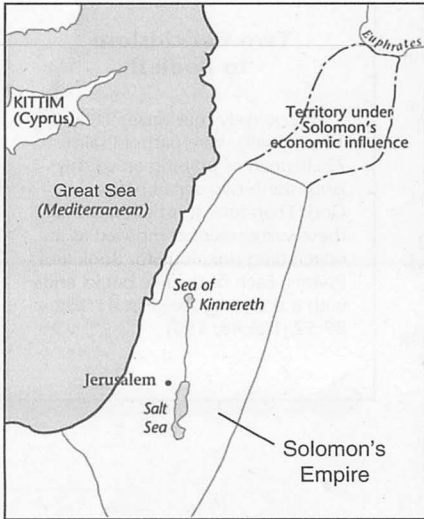 Euphrates
KITTIM
(Cyprus)
Territory under
Solomon's
economic influence
Great Sea
(Mediterranean)
Sea of
Kinnereth
Jerusalem
Salt
Sea
Solomon's
Empire